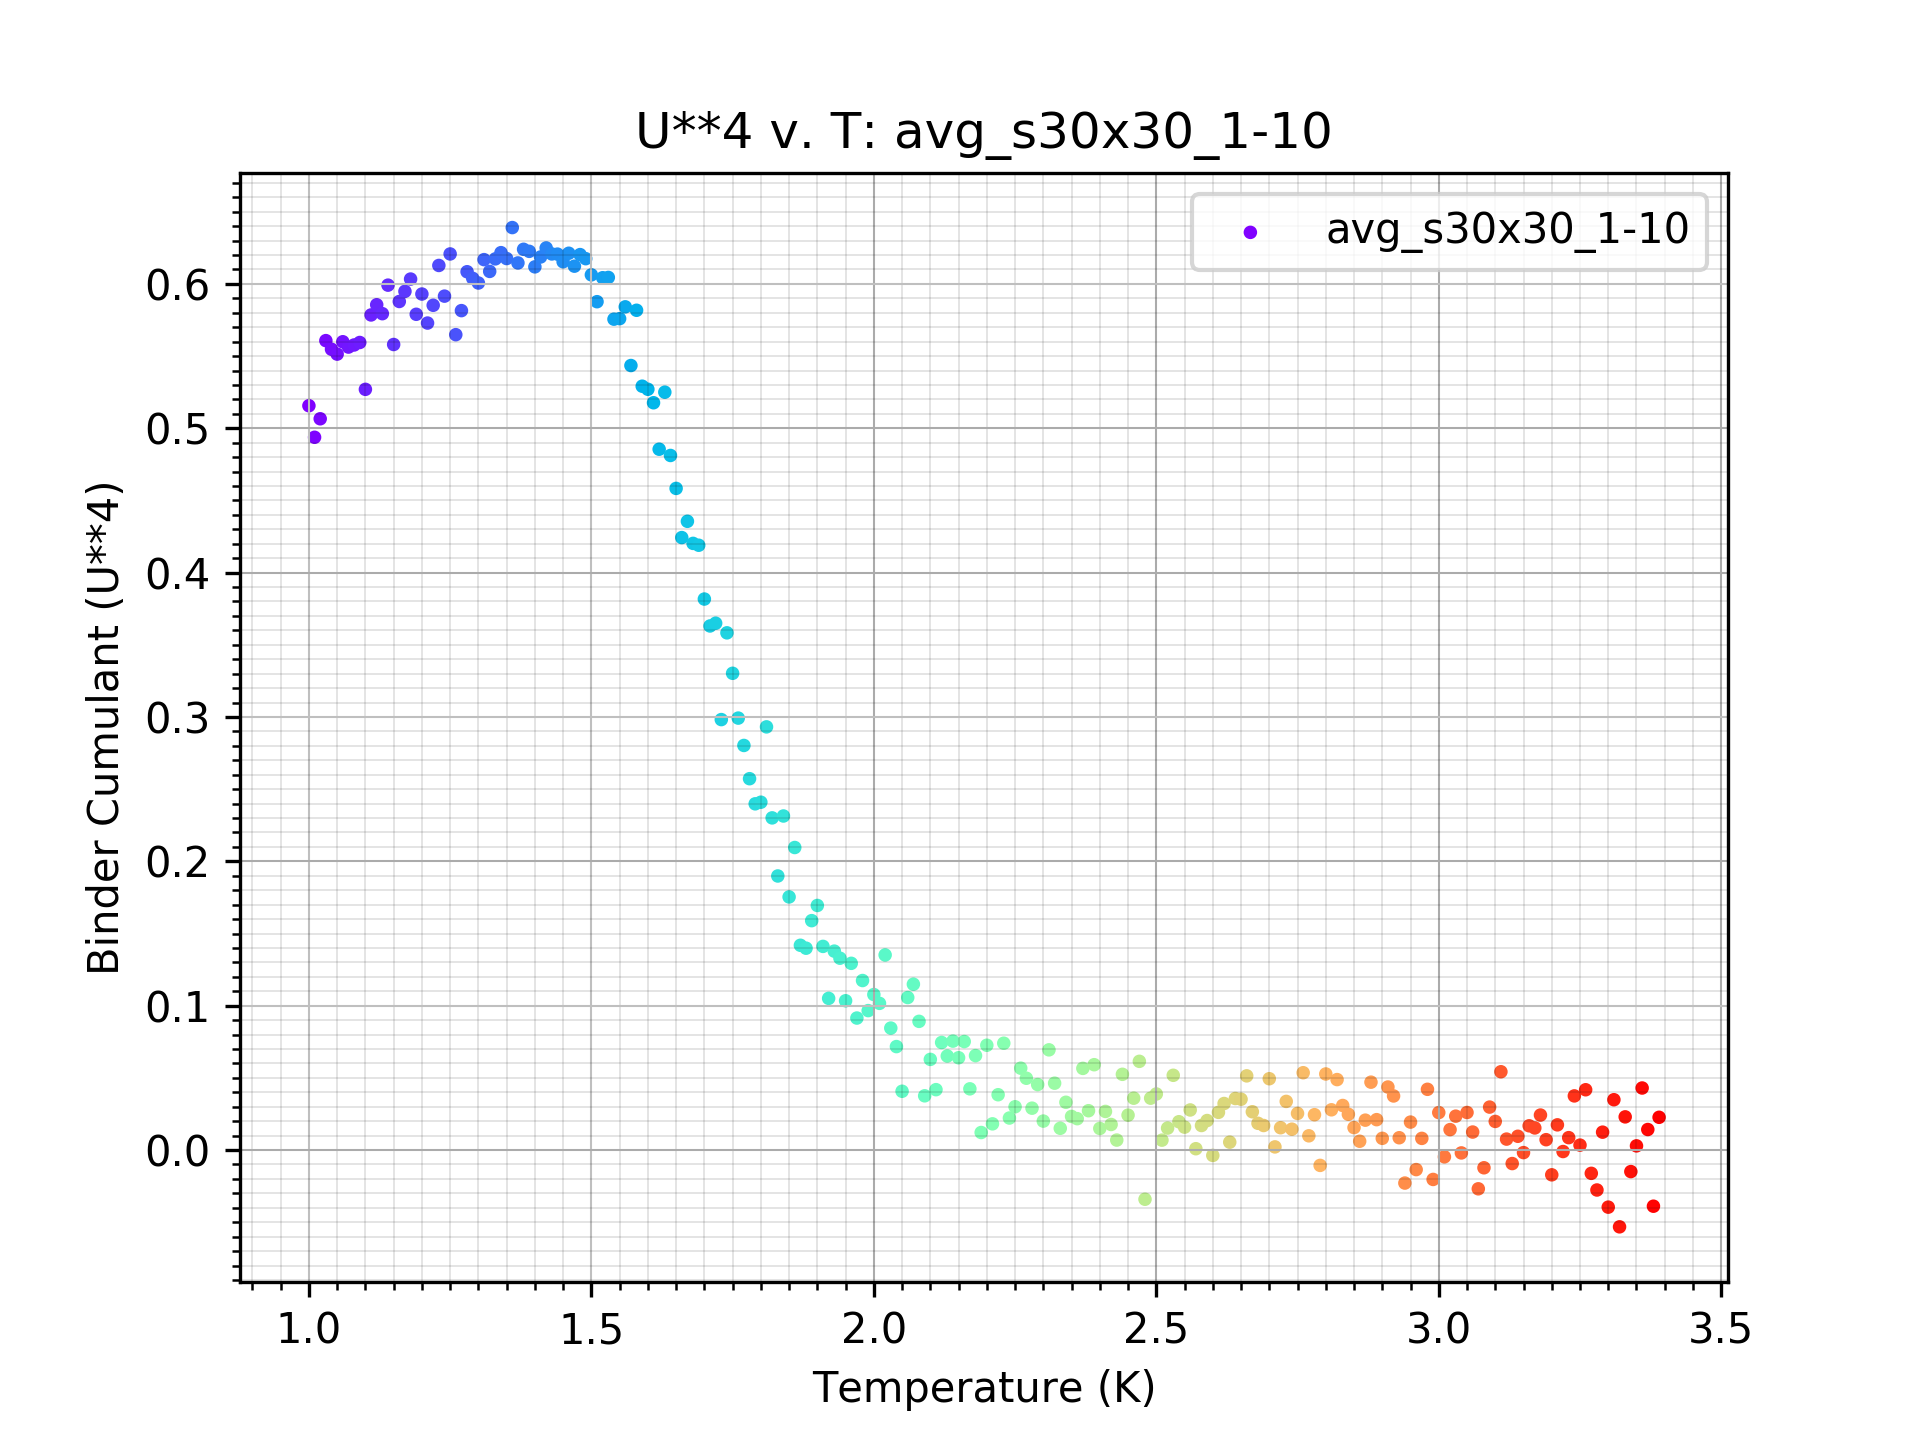 U**4 v. T: avg_s30x30_1-10
avg_s30x30_1-10
Binder Cumulant (U**4)
0.6
0.5
0.4
0.3
0.2
0.1
0.0
1.0 1.5 2.0 2.5 3.0 3.5
Temperature (K)